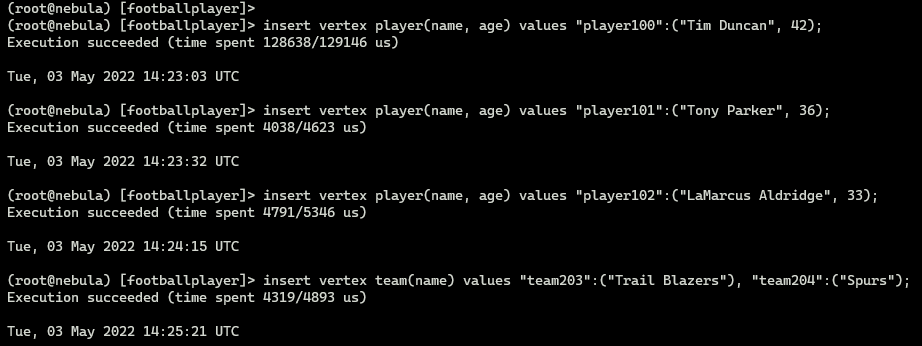 (root@nebula) [footballplayer]>
(root@nebula) [footballplayer]> insert vertex player(name, age) values "player100":("Tim Duncan", 42);
Execution succeeded (time spent 128638/129146 us)
Tue, 03 May 2022 14:23:03 UTC
(root@nebula) [footballplayer]> insert vertex player(name, age) values "player101":("Tony Parker", 36);
Execution succeeded (time spent 4038/4623 us)
Tue, 03 May 2022 14:23:32 UTC
(root@nebula) [footballplayer]> insert vertex player(name, age) values "player102":("LaMarcus Aldridge", 33);
Execution succeeded (time spent 4791/5346 us)
Tue, 03 May 2022 14:24:15 UTC
(root@nebula) [footballplayer]> insert vertex team(name) values "team203":("Trail Blazers"), "team204":("Spurs");
Execution succeeded (time spent 4319/4893 us)
Tue, 03 May 2022 14:25:21 UTC